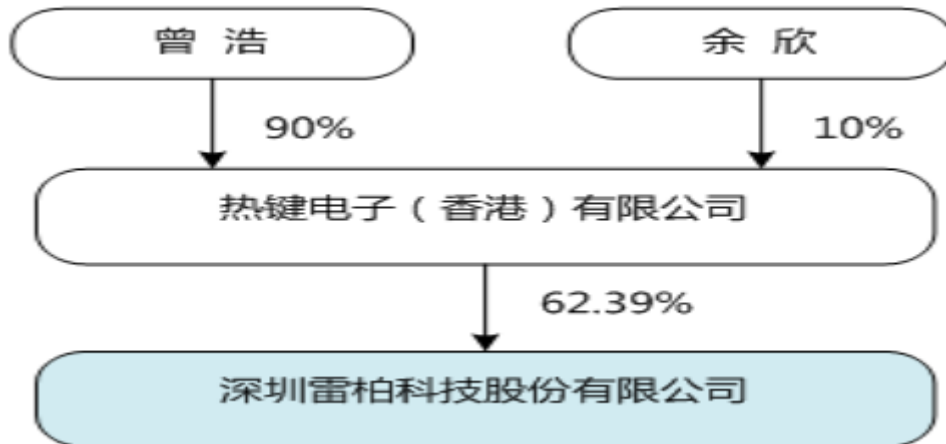 曾 浩
余 欣
90%
10%
热键电子（香港）有限公司
62.39%
深圳雷柏科技股份有限公司